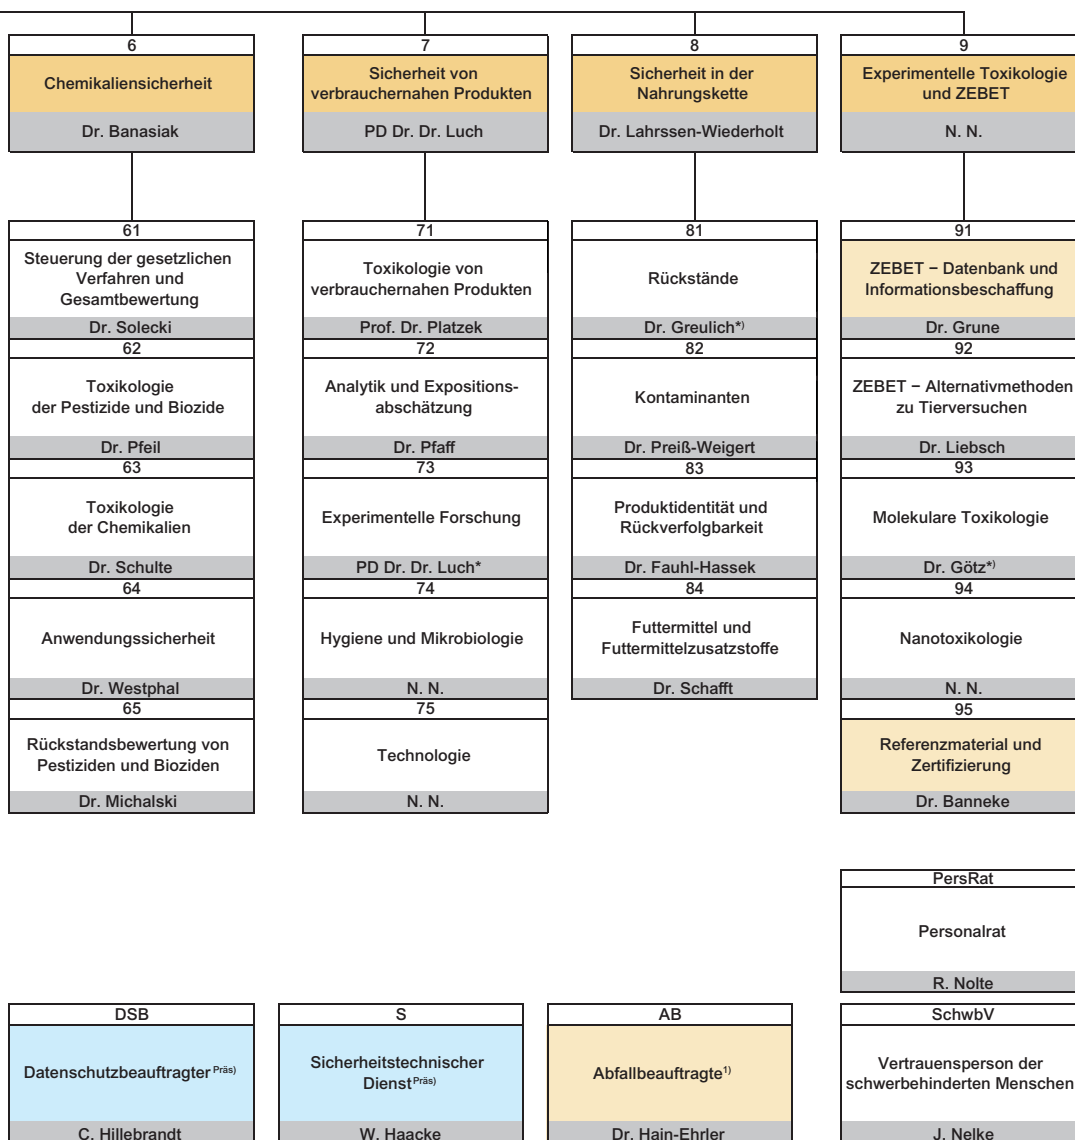 6
Chemikaliensicherheit
Dr. Banasiak
7
Sicherheit von
verbrauchernahen Produkten
PD Dr. Dr. Luch
8
Sicherheit in der
Nahrungskette
Dr. Lahrssen-Wiederholt
9
Experimentelle Toxikologie
und ZEBET
N. N.
61
Steuerung der gesetzlichen
Verfahren und
Gesamtbewertung
Dr. Solecki
62
Toxikologie
der Pestizide und Biozide
Dr. Pfeil
63
Toxikologie
der Chemikalien
Dr. Schulte
64
Anwendungssicherheit
Dr. Westphal
65
Rückstandsbewertung von
Pestiziden und Bioziden
Dr. Michalski
71
Toxikologie von
verbrauchernahen Produkten
Prof. Dr. Platzek
72
Analytik und Expositions-
abschätzung
Dr. Pfaff
73
Experimentelle Forschung
PD Dr. Dr. Luch*
74
Hygiene und Mikrobiologie
N. N.
75
Technologie
N. N.
81
Rückstände
Dr. Greulich*)
82
Kontaminanten
Dr. Preiß-Weigert
83
Produktidentität und
Rückverfolgbarkeit
Dr. Fauhl-Hassek
84
Futtermittel und
Futtermittelzusatzstoffe
Dr. Schafft
91
ZEBET – Datenbank und
Informationsbeschaffung
Dr. Grune
92
ZEBET – Alternativmethoden
zu Tierversuchen
Dr. Liebsch
93
Molekulare Toxikologie
Dr. Götz*)
94
Nanotoxikologie
N. N.
95
Referenzmaterial und
Zertifizierung
Dr. Banneke
PersRat
Personalrat
R. Nolte
DSB
Datenschutzbeauftragter Präs)
C. Hillebrandt
S
Sicherheitstechnischer
Dienst Präs)
W. Haacke
AB
Abfallbeauftragte 1)
Dr. Hain-Ehrler
SchwbV
Vertrauensperson der
schwerbehinderten Menschen
J. Nelke